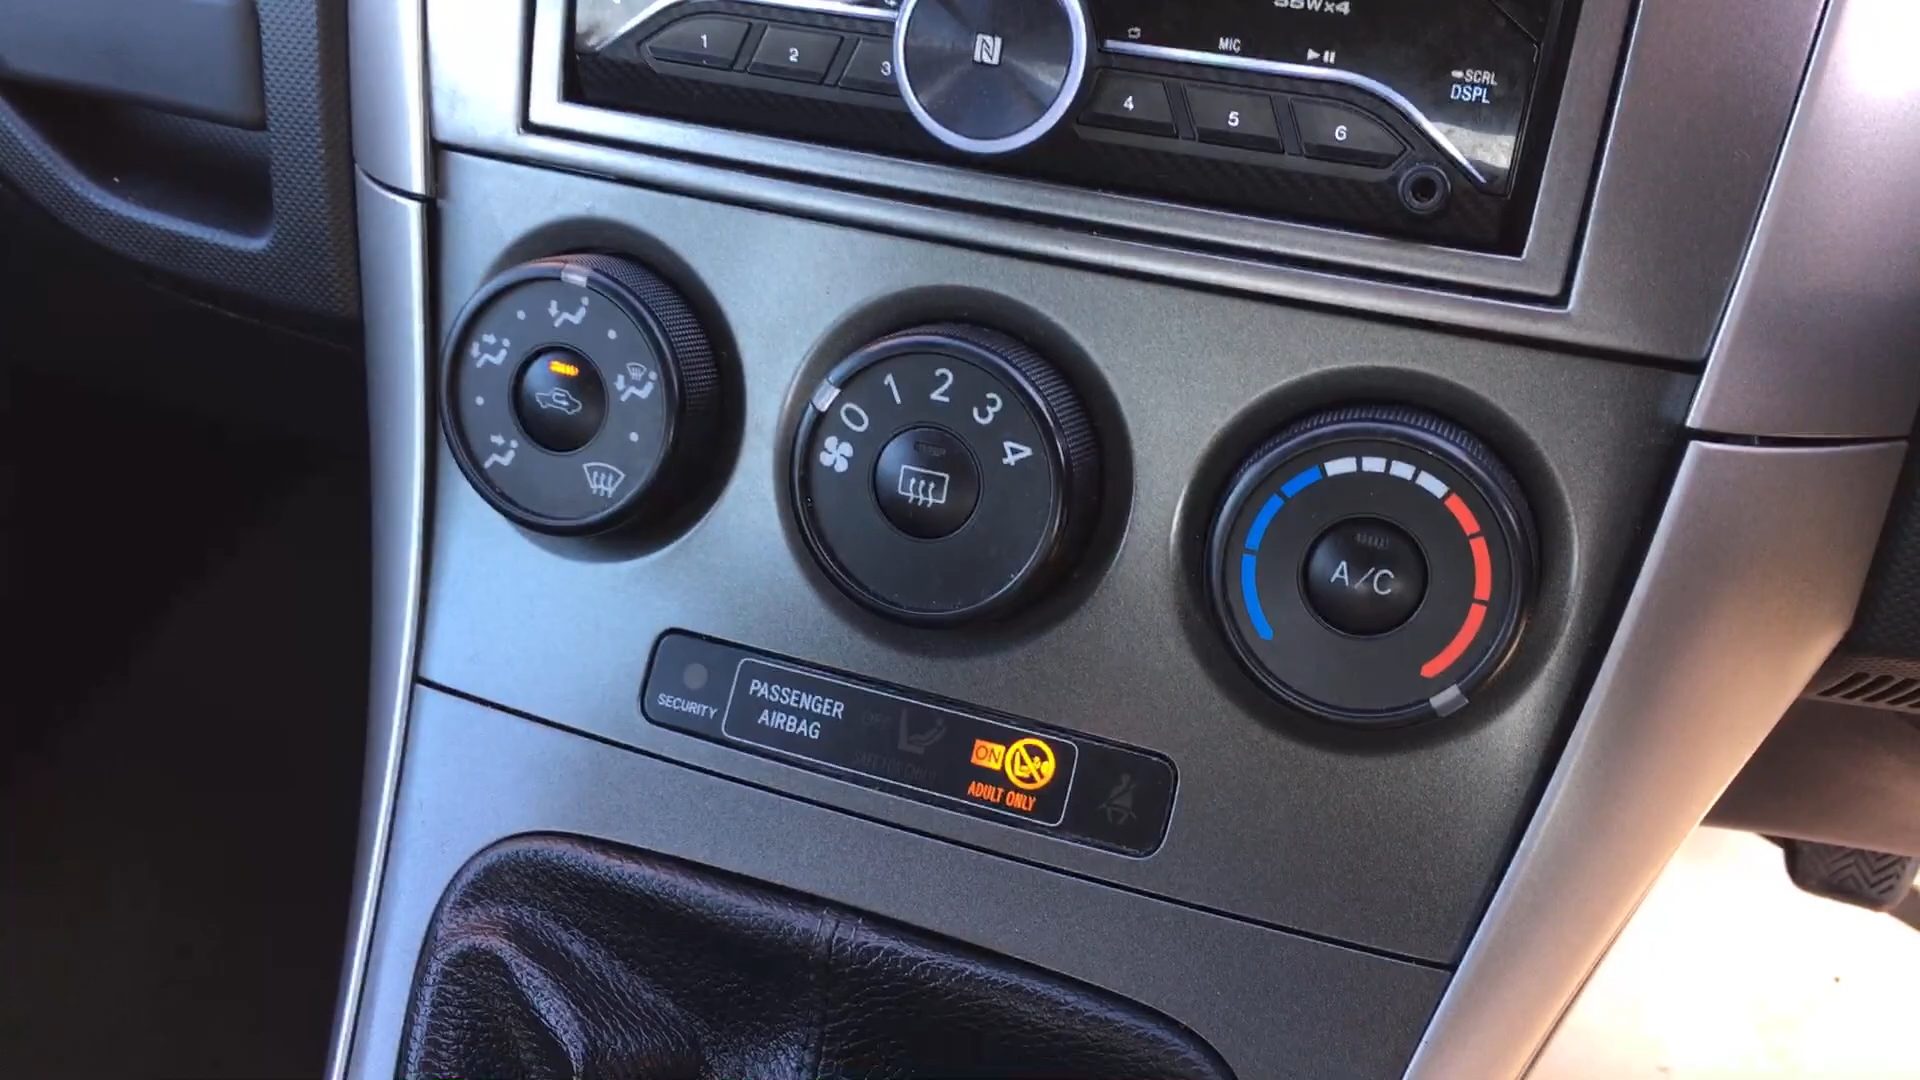 55Wx4
1
2
3
MIC
SCRL
DSPL
4
5
6
0 1 2 3 4
A/C
SECURITY
PASSENGER
AIRBAG
ON
ADULT ONLY